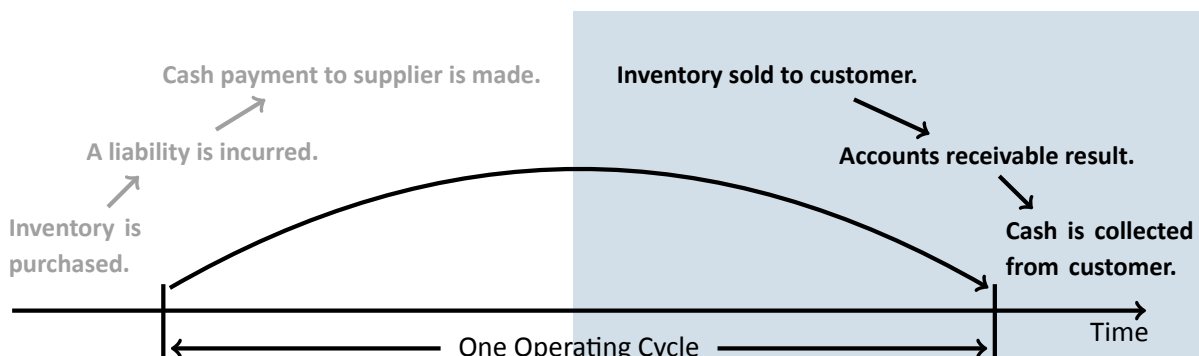 Cash payment to supplier is made.
Inventory sold to customer.
A liability is incurred.
Accounts receivable result.
Inventory is
purchased.
Cash is collected
from customer.
Time
One Operating Cycle